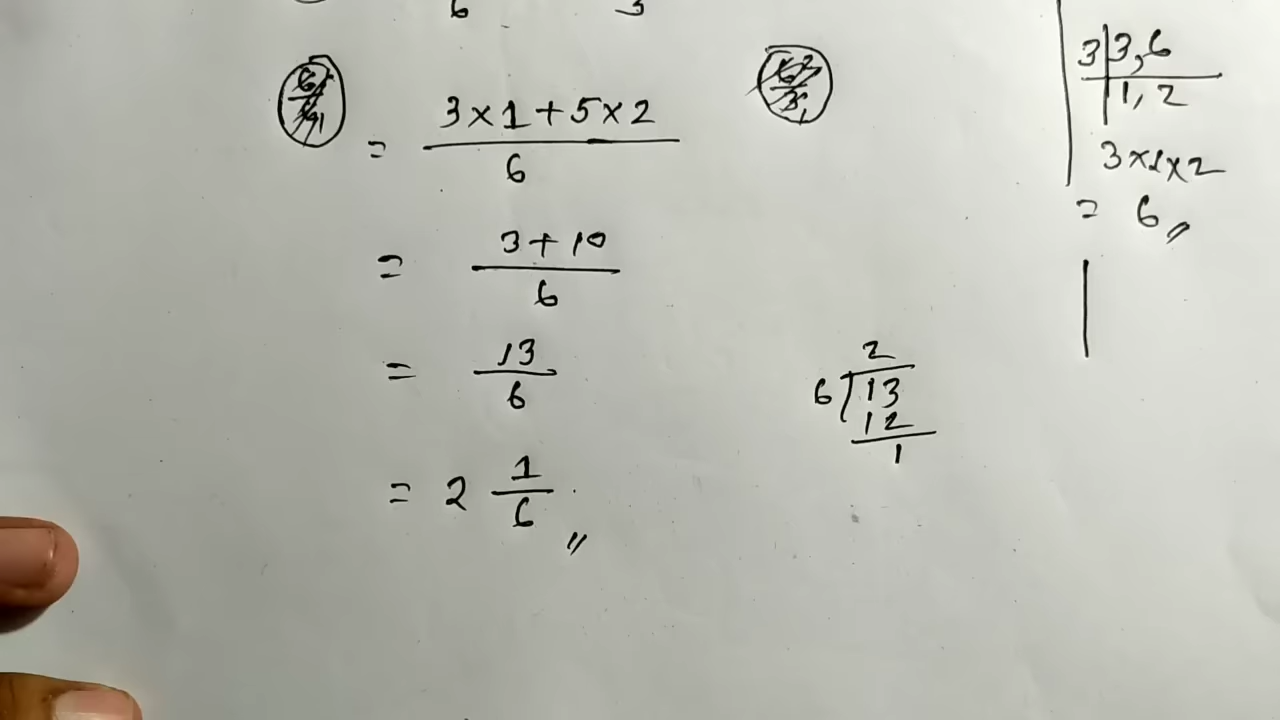 6 3
= 3×1+5×2 / 6
= 3+10 / 6
= 13 / 6
= 2 1/6 〃
2
6 ) 13
12
1
3 | 3, 6
1, 2
3×1×2
= 6 〃